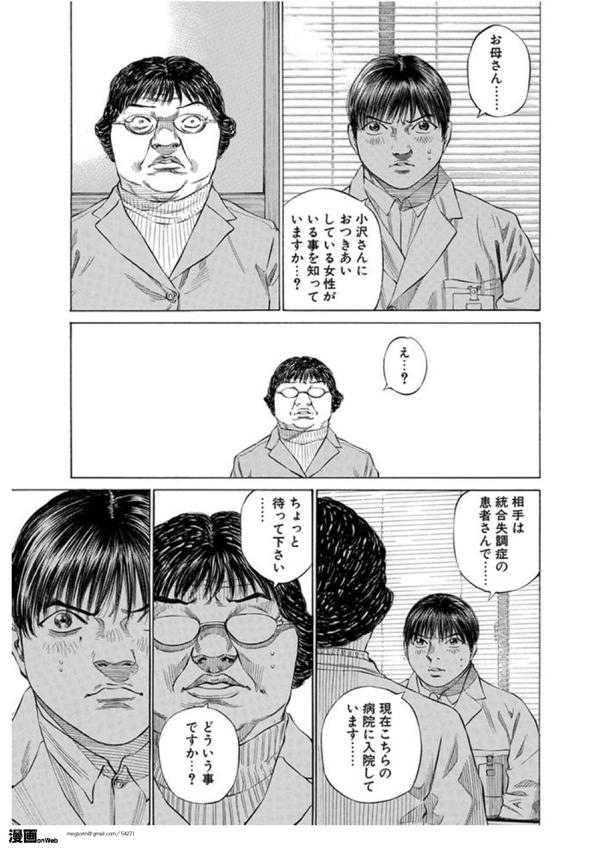 お母さん……
小沢さんに
おつきあい
している女性が
いる事を知って
いますか…？
え…？
相手は
統合失調症の
患者さんで……
現在こちらの
病院に入院して
います……
ちょっと
待って下さい
……
どういう事
ですか…？
漫画onWeb
megaorin@gmail.com/54271